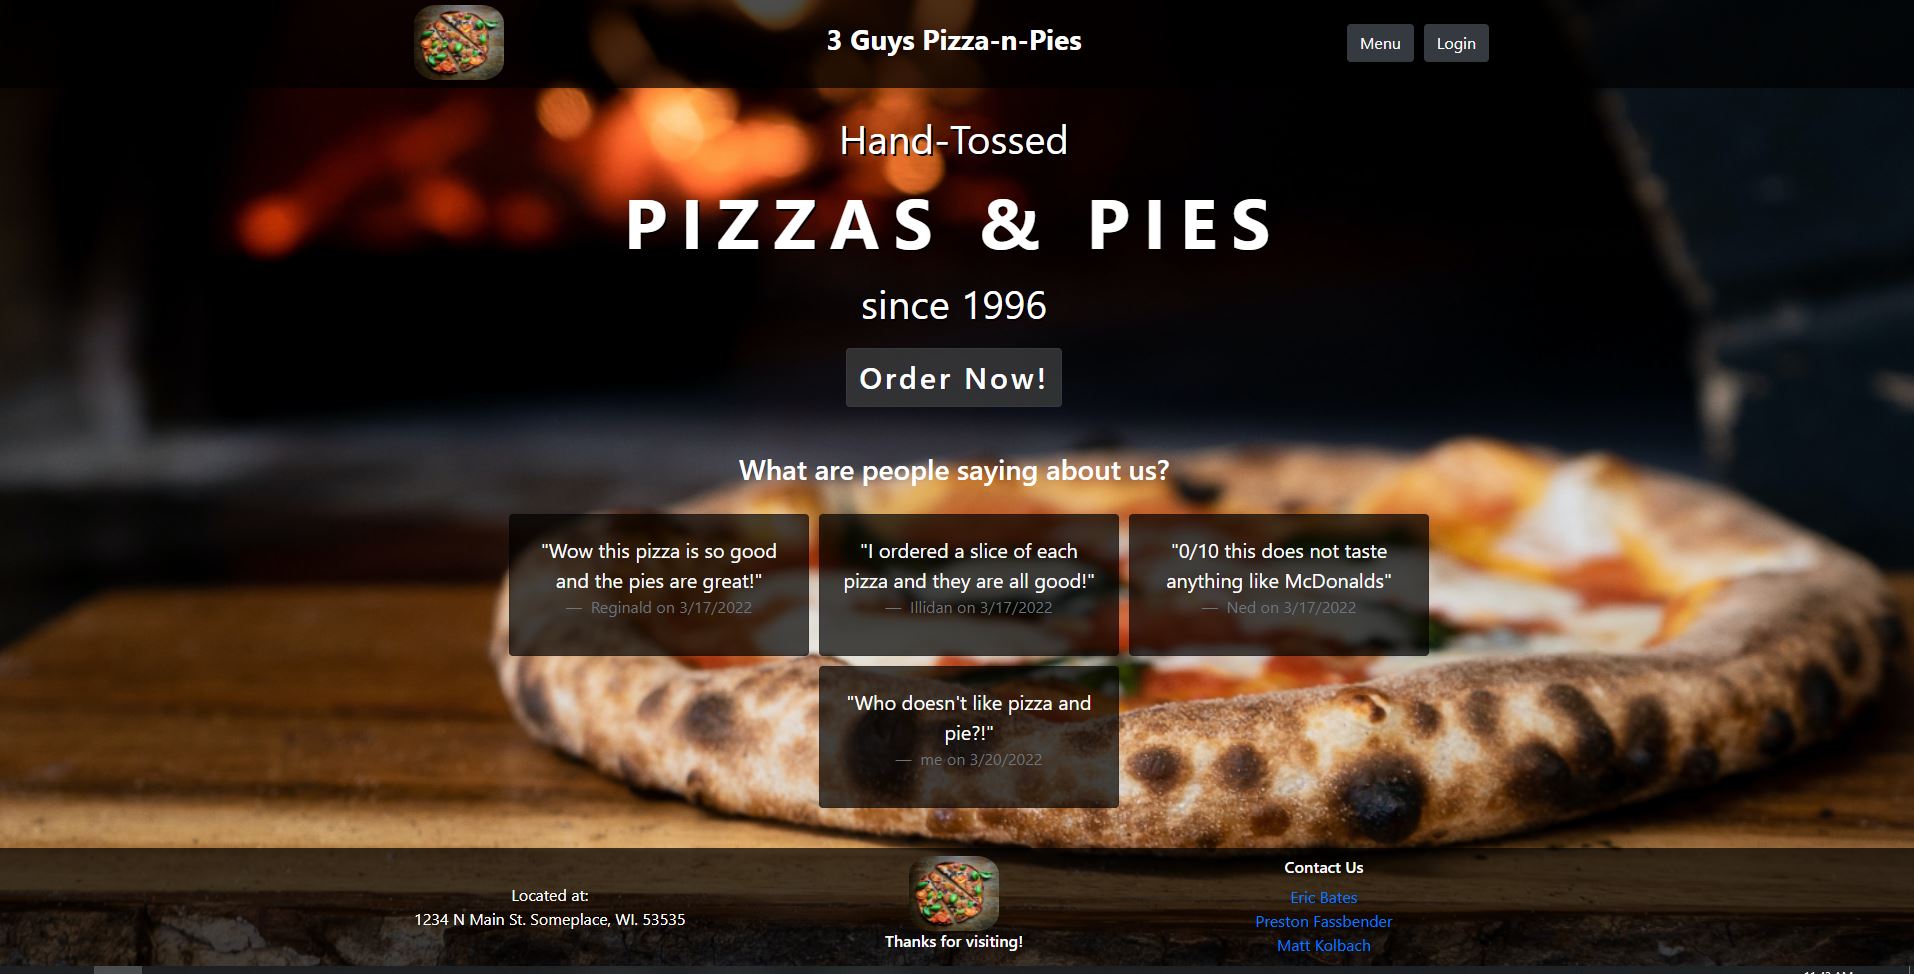 3 Guys Pizza-n-Pies
Menu
Login
Hand-Tossed
PIZZAS & PIES
since 1996
Order Now!
What are people saying about us?
"Wow this pizza is so good
and the pies are great!"
— Reginald on 3/17/2022
"I ordered a slice of each
pizza and they are all good!"
— Illidan on 3/17/2022
"0/10 this does not taste
anything like McDonalds"
— Ned on 3/17/2022
"Who doesn't like pizza and
pie?!"
— me on 3/20/2022
Located at:
1234 N Main St. Someplace, WI. 53535
Thanks for visiting!
Contact Us
Eric Bates
Preston Fassbender
Matt Kolbach